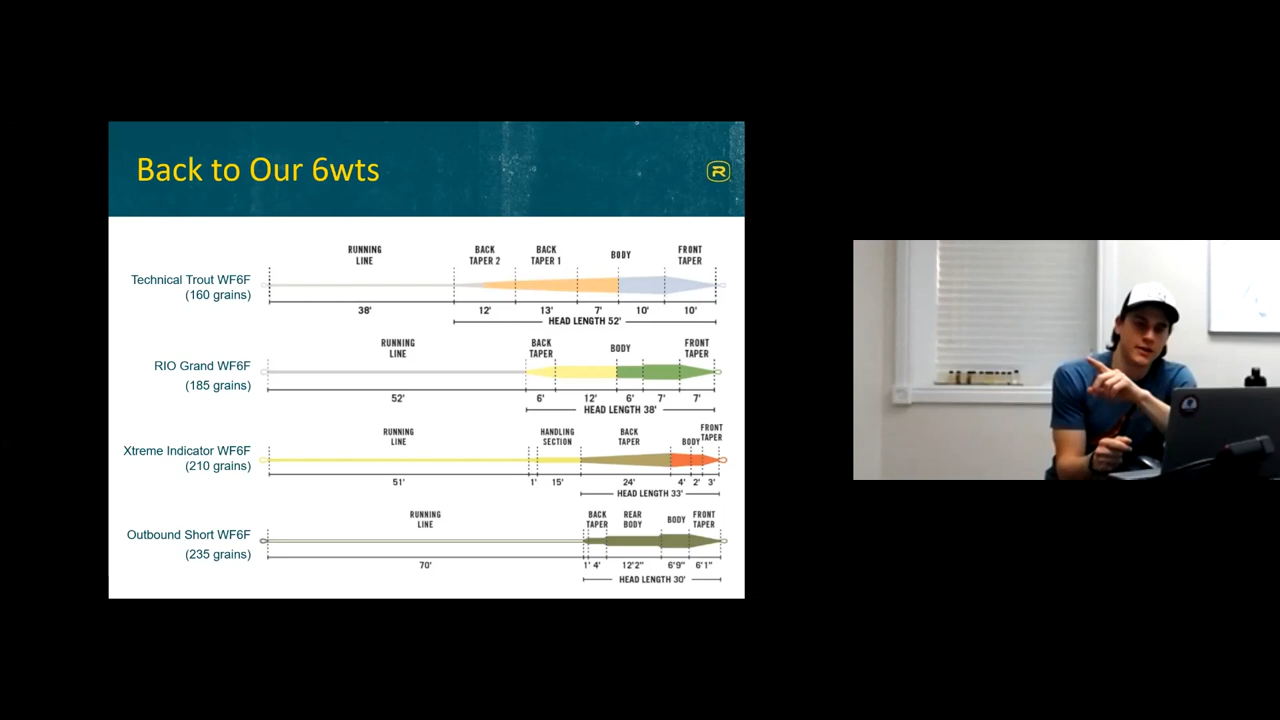 Back to Our 6wts
R
RUNNING LINE
BACK TAPER 2
BACK TAPER 1
BODY
FRONT TAPER
Technical Trout WF6F
(160 grains)
38' 12' 13' 7' 10' 10'
HEAD LENGTH 52'
RUNNING LINE
BACK TAPER
BODY
FRONT TAPER
RIO Grand WF6F
(185 grains)
52' 6' 12' 6' 7' 7'
HEAD LENGTH 38'
RUNNING LINE
HANDLING SECTION
BACK TAPER
BODY
FRONT TAPER
Xtreme Indicator WF6F
(210 grains)
51' 1' 15' 24' 4' 2' 3'
HEAD LENGTH 33'
RUNNING LINE
BACK TAPER
REAR BODY
BODY
FRONT TAPER
Outbound Short WF6F
(235 grains)
70' 1' 4' 12'2" 6'9" 6'1"
HEAD LENGTH 30'